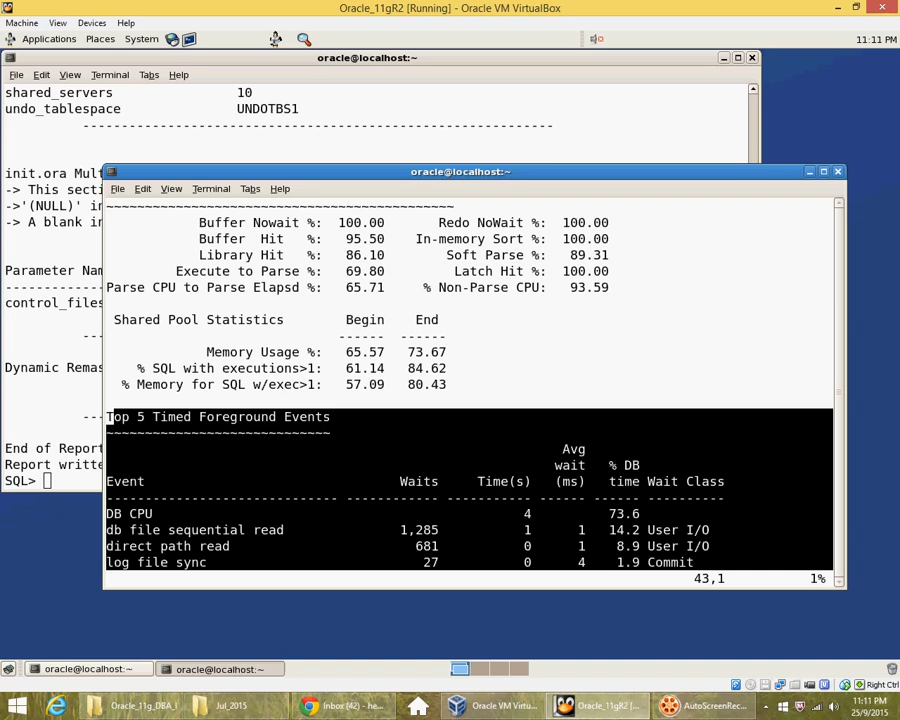 Oracle_11gR2 [Running] - Oracle VM VirtualBox
Machine View Devices Help
Applications Places System
11:11 PM
oracle@localhost:~
File Edit View Terminal Tabs Help
shared_servers 10
undo_tablespace UNDOTBS1
-------------------------------------------------------------
init.ora Mult
-> This secti
->'(NULL)' in
-> A blank in
Parameter Nam
-------------
control_files
---
Dynamic Remas
---
End of Report
Report writte
SQL>
oracle@localhost:~
File Edit View Terminal Tabs Help
~~~~~~~~~~~~~~~~~~~~~~~~~~~~~~~~~~~~~~~~~~~~~
Buffer Nowait %: 100.00 Redo NoWait %: 100.00
Buffer Hit %: 95.50 In-memory Sort %: 100.00
Library Hit %: 86.10 Soft Parse %: 89.31
Execute to Parse %: 69.80 Latch Hit %: 100.00
Parse CPU to Parse Elapsd %: 65.71 % Non-Parse CPU: 93.59
Shared Pool Statistics Begin End
------ ------
Memory Usage %: 65.57 73.67
% SQL with executions>1: 61.14 84.62
% Memory for SQL w/exec>1: 57.09 80.43
Top 5 Timed Foreground Events
~~~~~~~~~~~~~~~~~~~~~~~~~~~~~
Avg
wait % DB
Event Waits Time(s) (ms) time Wait Class
------------------------------ ------------ ----------- ------ ------ ----------
DB CPU 4 73.6
db file sequential read 1,285 1 1 14.2 User I/O
direct path read 681 0 1 8.9 User I/O
log file sync 27 0 4 1.9 Commit
43,1 1%
oracle@localhost:~
oracle@localhost:~
Right Ctrl
Oracle_11g_DBA_I
Jul_2015
Inbox (42) - he...
Oracle VM Virtu...
Oracle_11gR2 [...
AutoScreenRec...
11:11 PM
25/9/2015